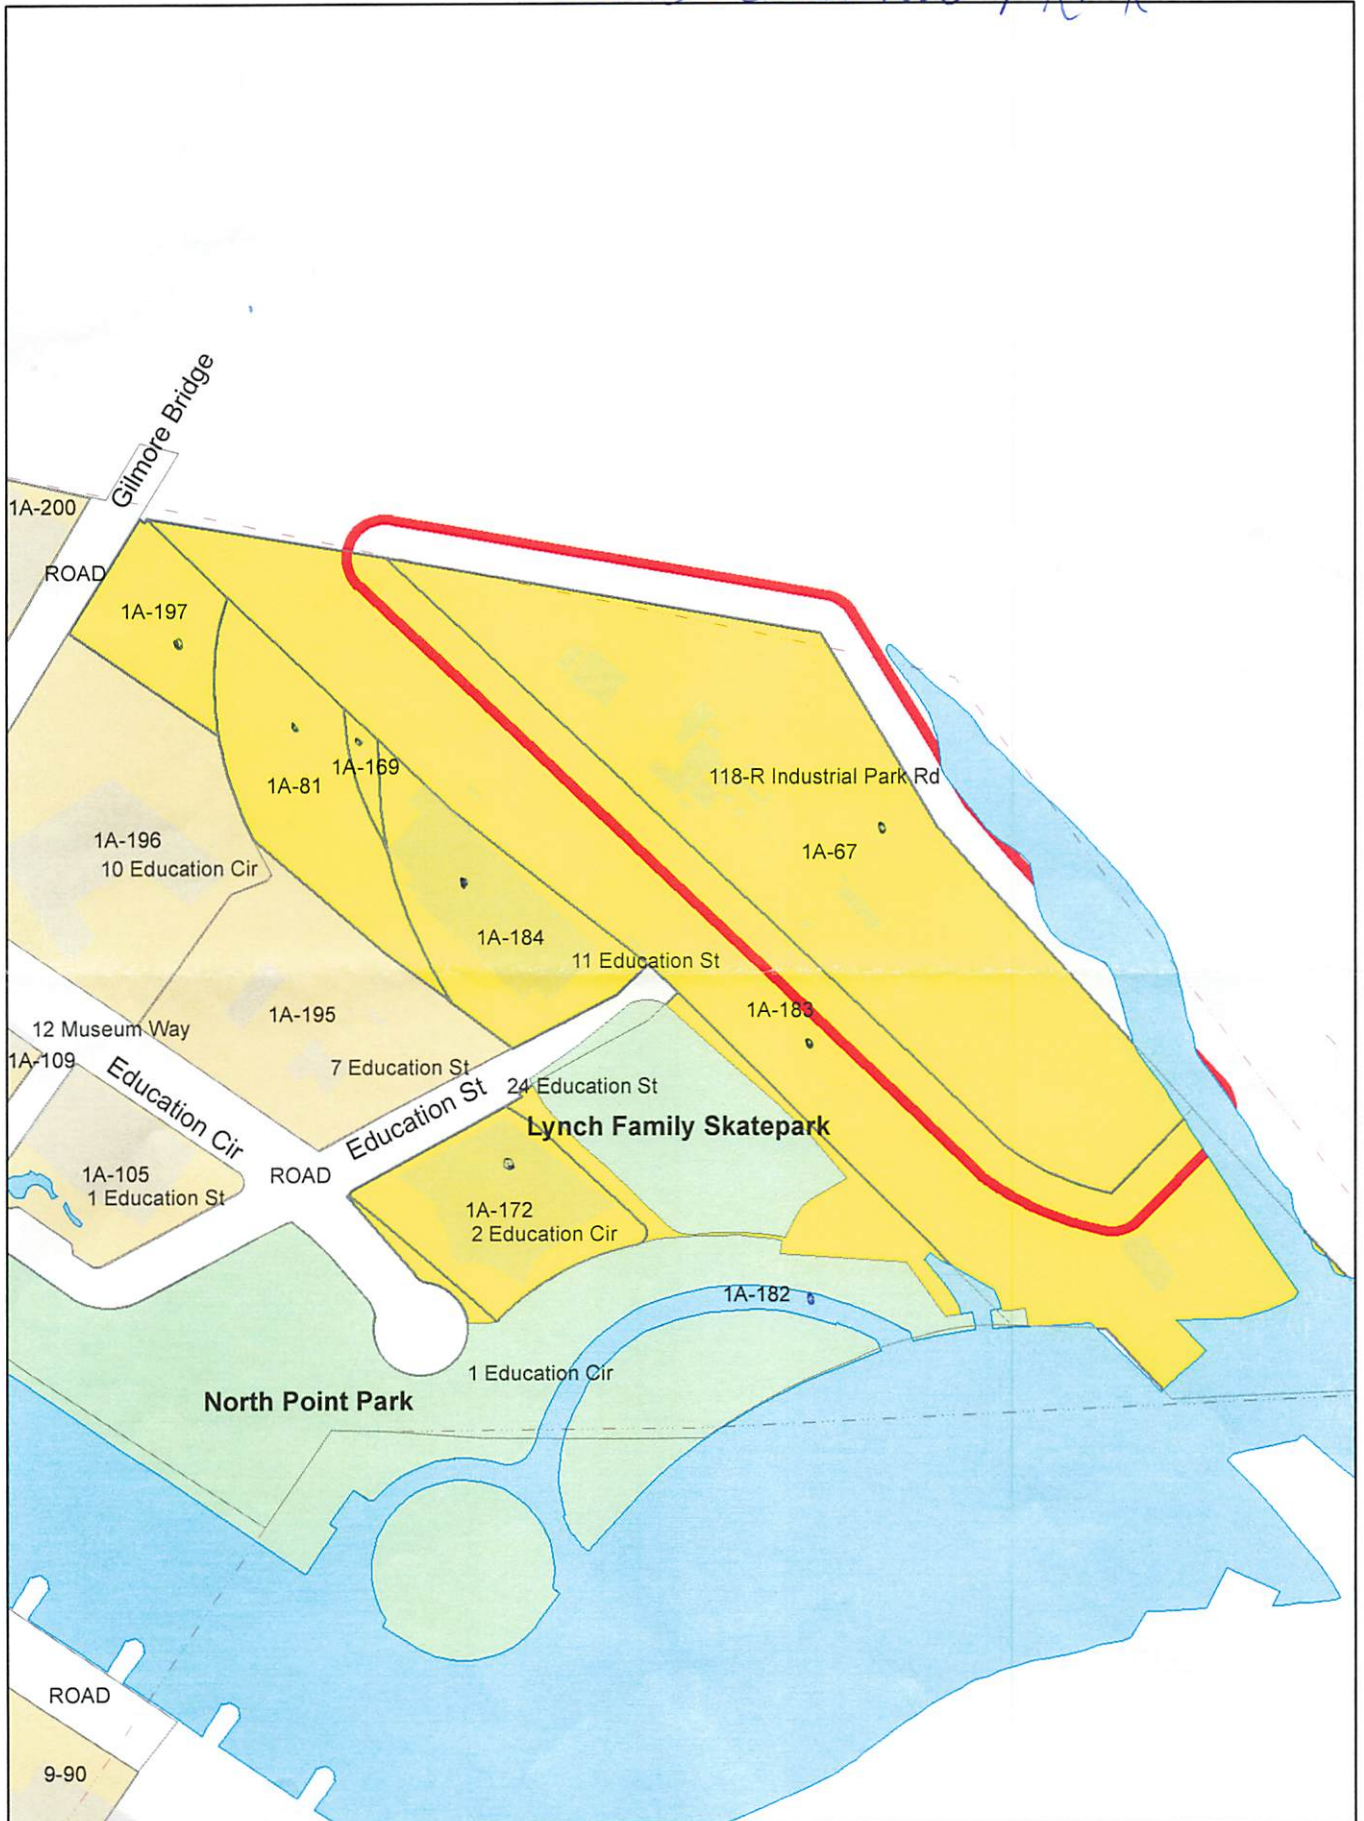 Gilmore Bridge
1A-200
ROAD
1A-197
1A-81
1A-169
118-R Industrial Park Rd
1A-67
1A-196
10 Education Cir
1A-184
11 Education St
1A-183
1A-195
12 Museum Way
1A-109
7 Education St
Education Cir
Education St
24 Education St
Lynch Family Skatepark
1A-105
1 Education St
ROAD
1A-172
2 Education Cir
1A-182
1 Education Cir
North Point Park
ROAD
9-90